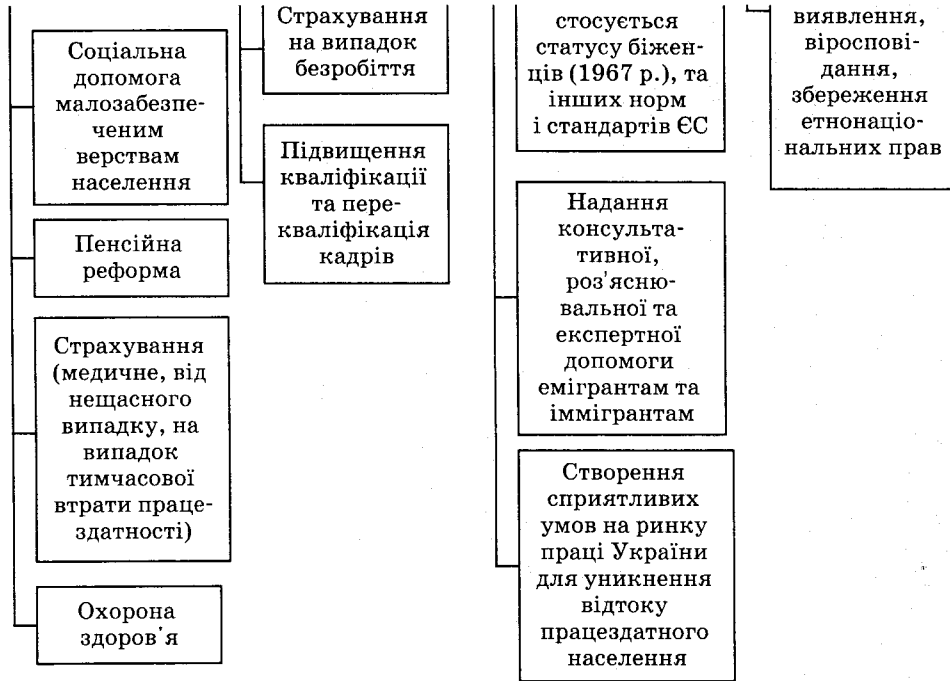 Соціальна
допомога
малозабезпе-
ченим
верствам
населення
Пенсійна
реформа
Страхування
(медичне, від
нещасного
випадку, на
випадок
тимчасової
втрати праце-
здатності)
Охорона
здоров'я
Страхування
на випадок
безробіття
Підвищення
кваліфікації
та пере-
кваліфікація
кадрів
стосується
статусу біжен-
ців (1967 р.), та
інших норм
і стандартів ЄС
Надання
консульта-
тивної,
роз'ясню-
вальної та
експертної
допомоги
емігрантам та
іммігрантам
Створення
сприятливих
умов на ринку
праці України
для уникнення
відтоку
працездатного
населення
виявлення,
віроспові-
дання,
збереження
етнонаціо-
нальних прав